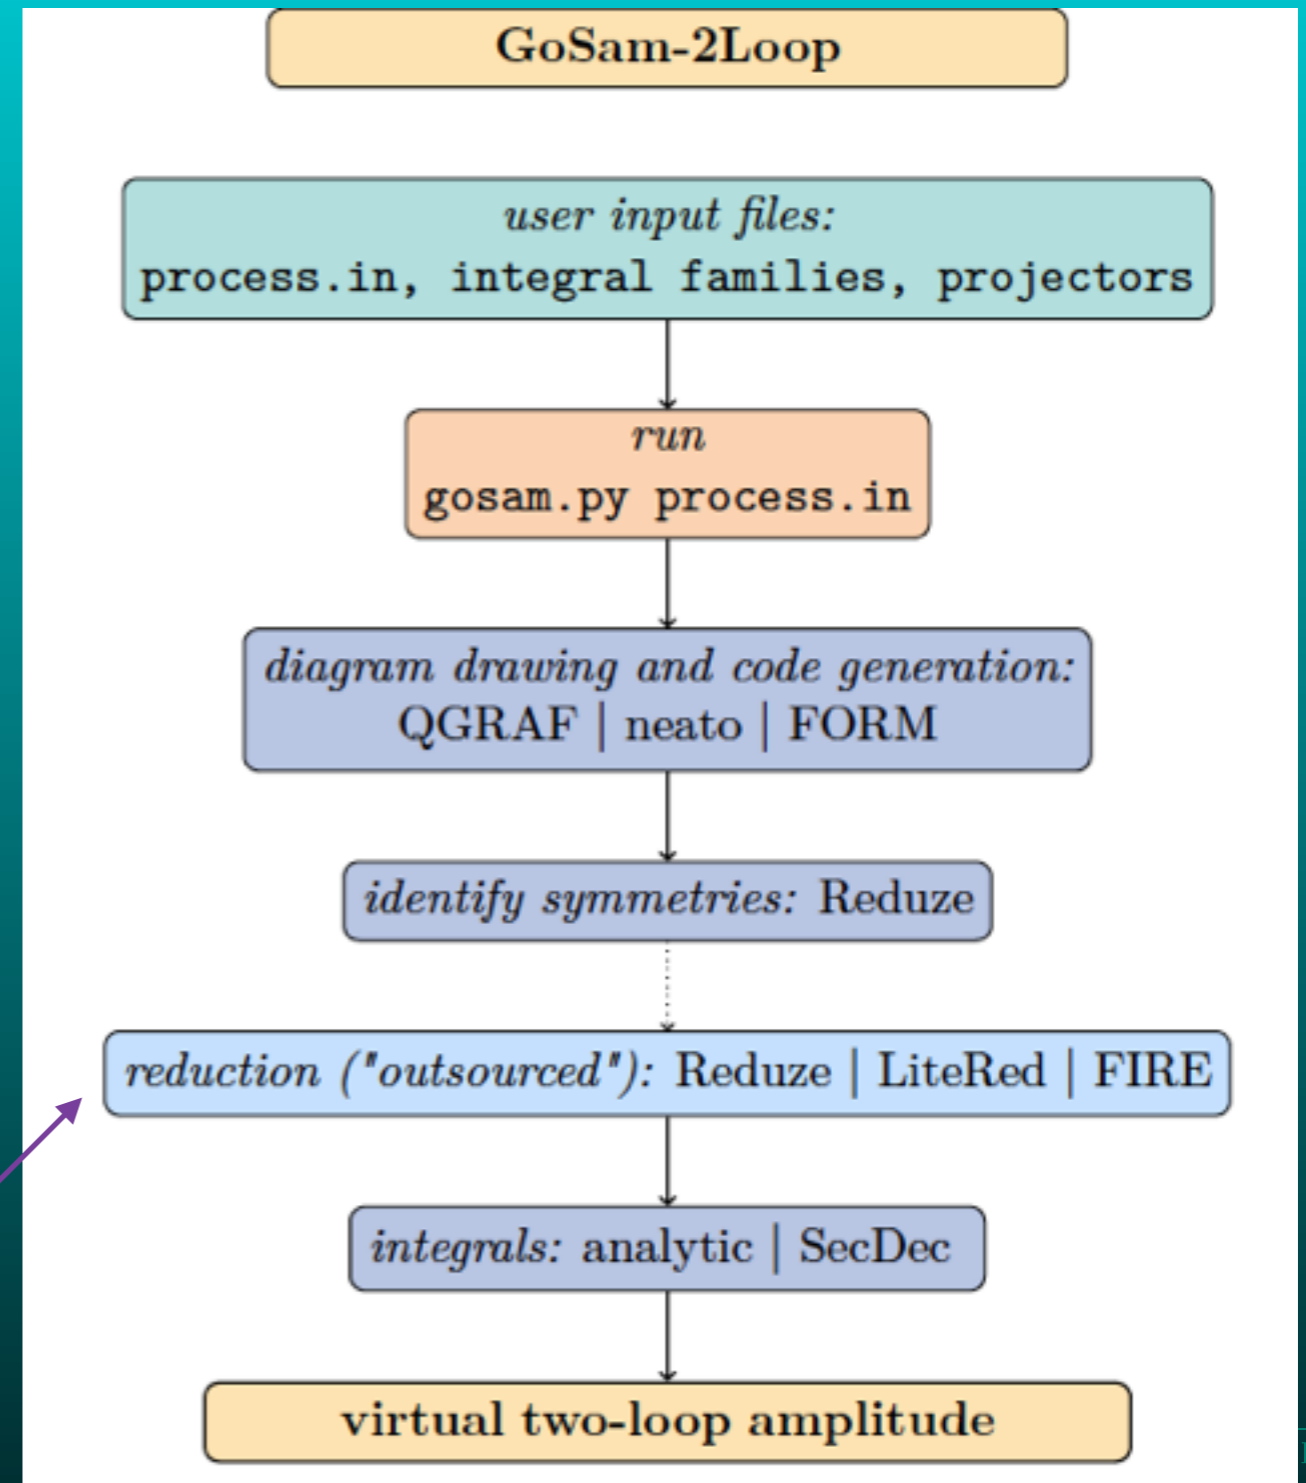 GoSam-2Loop
user input files:
process.in, integral families, projectors
run
gosam.py process.in
diagram drawing and code generation:
QGRAF | neato | FORM
identify symmetries: Reduze
reduction ("outsourced"): Reduze | LiteRed | FIRE
integrals: analytic | SecDec
virtual two-loop amplitude